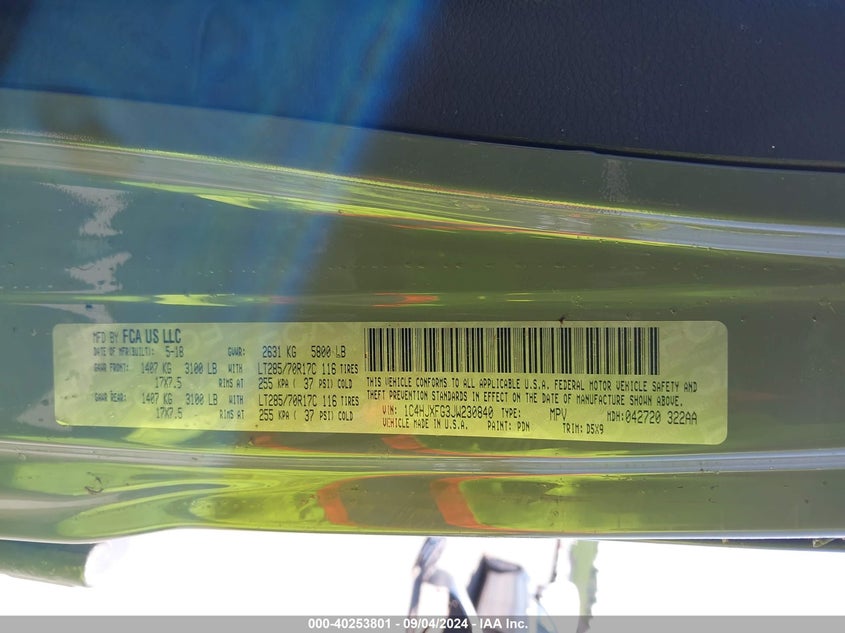 MFD BY FCA US LLC
DATE OF MFR(BUILT): 5-18 GVWR: 2631 KG 5800 LB
GAWR FRONT: 1407 KG 3100 LB WITH LT285/70R17C 116 TIRES
17X7.5 RIMS AT 255 KPA ( 37 PSI) COLD
GAWR REAR: 1407 KG 3100 LB WITH LT285/70R17C 116 TIRES
17X7.5 RIMS AT 255 KPA ( 37 PSI) COLD
THIS VEHICLE CONFORMS TO ALL APPLICABLE U.S.A. FEDERAL MOTOR VEHICLE SAFETY AND
THEFT PREVENTION STANDARDS IN EFFECT ON THE DATE OF MANUFACTURE SHOWN ABOVE.
VIN: 1C4HJXFG3JW230840 TYPE: MPV MDH: 042720 322AA
VEHICLE MADE IN U.S.A. PAINT: PDN TRIM: D5X9
000-40253801 - 09/04/2024 - IAA Inc.